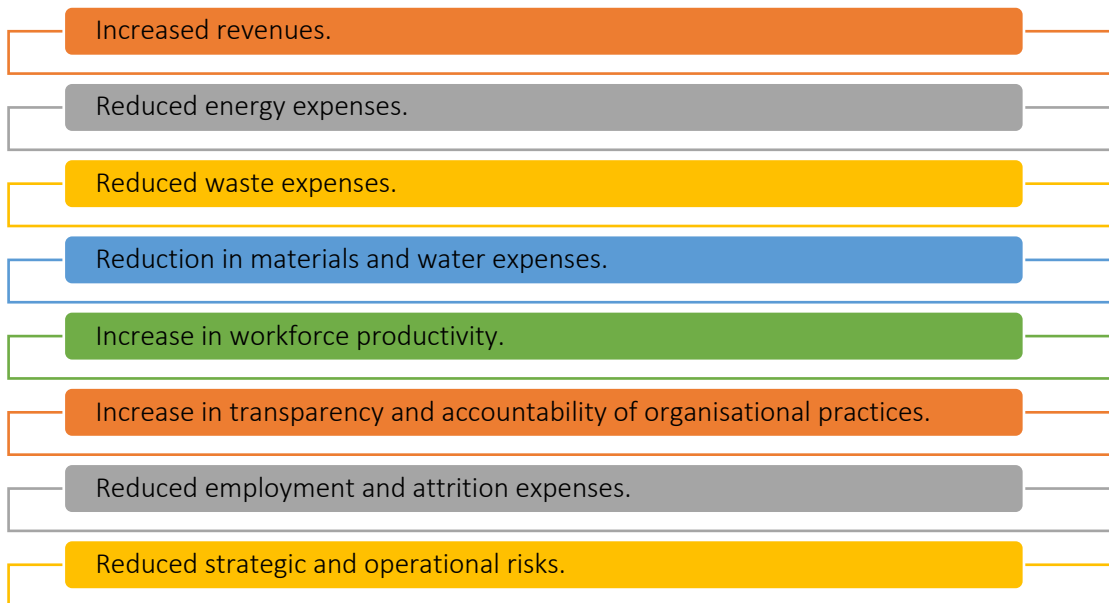 Increased revenues.
Reduced energy expenses.
Reduced waste expenses.
Reduction in materials and water expenses.
Increase in workforce productivity.
Increase in transparency and accountability of organisational practices.
Reduced employment and attrition expenses.
Reduced strategic and operational risks.